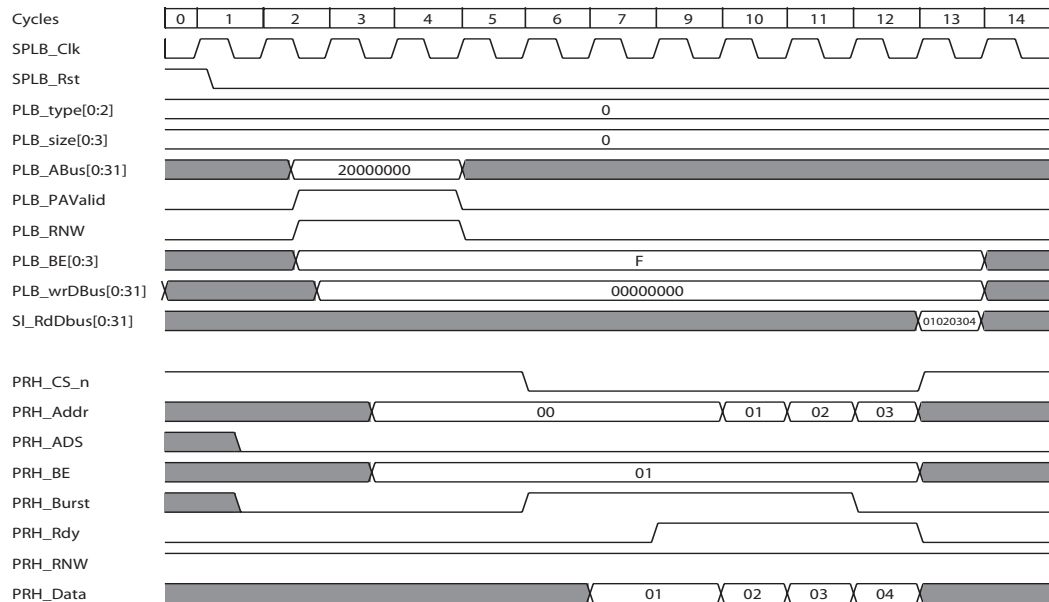 Cycles 0 1 2 3 4 5 6 7 9 10 11 12 13 14
SPLB_Clk
SPLB_Rst
PLB_type[0:2] 0
PLB_size[0:3] 0
PLB_ABus[0:31] 20000000
PLB_PAValid
PLB_RNW
PLB_BE[0:3] F
PLB_wrDBus[0:31] 00000000
Sl_RdDbus[0:31] 01020304
PRH_CS_n
PRH_Addr 00 01 02 03
PRH_ADS
PRH_BE 01
PRH_Burst
PRH_Rdy
PRH_RNW
PRH_Data 01 02 03 04